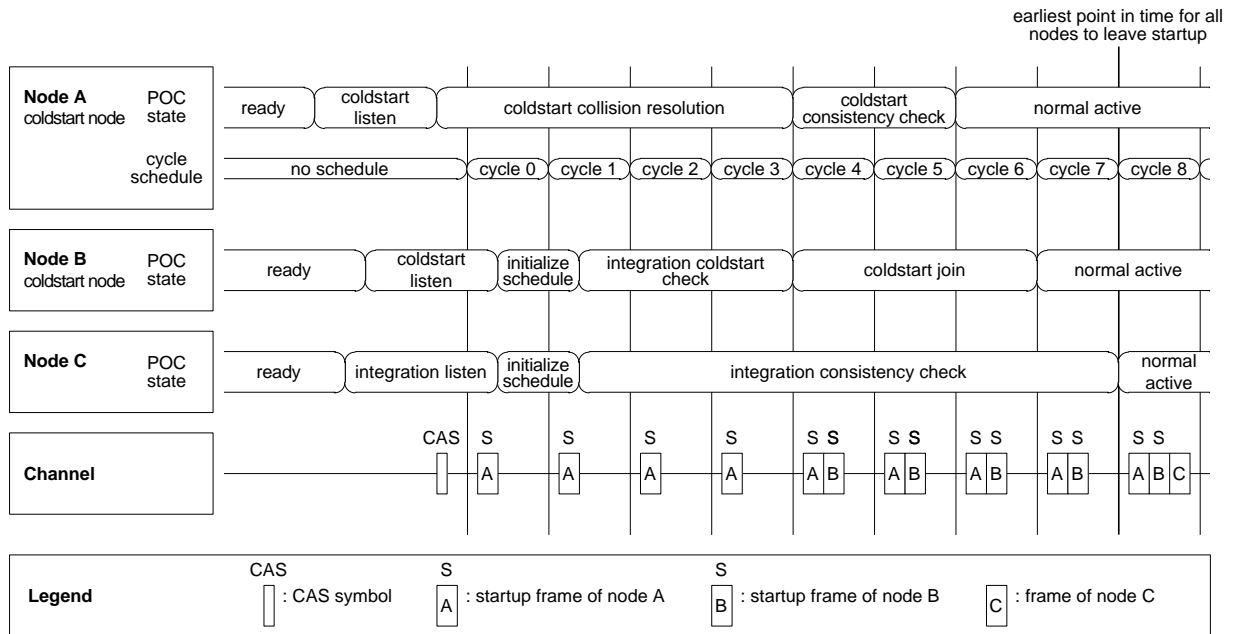 earliest point in time for all
nodes to leave startup
Node A
coldstart node
POC
state
ready
coldstart
listen
coldstart collision resolution
coldstart
consistency check
normal active
cycle
schedule
no schedule
cycle 0
cycle 1
cycle 2
cycle 3
cycle 4
cycle 5
cycle 6
cycle 7
cycle 8
Node B
coldstart node
POC
state
ready
coldstart
listen
initialize
schedule
integration coldstart
check
coldstart join
normal active
Node C
POC
state
ready
integration listen
initialize
schedule
integration consistency check
normal
active
CAS S S S S S S S S S S S S S S
Channel
A A A A A B A B A B A B A B C
CAS S S
Legend
: CAS symbol
A : startup frame of node A
B : startup frame of node B
C : frame of node C